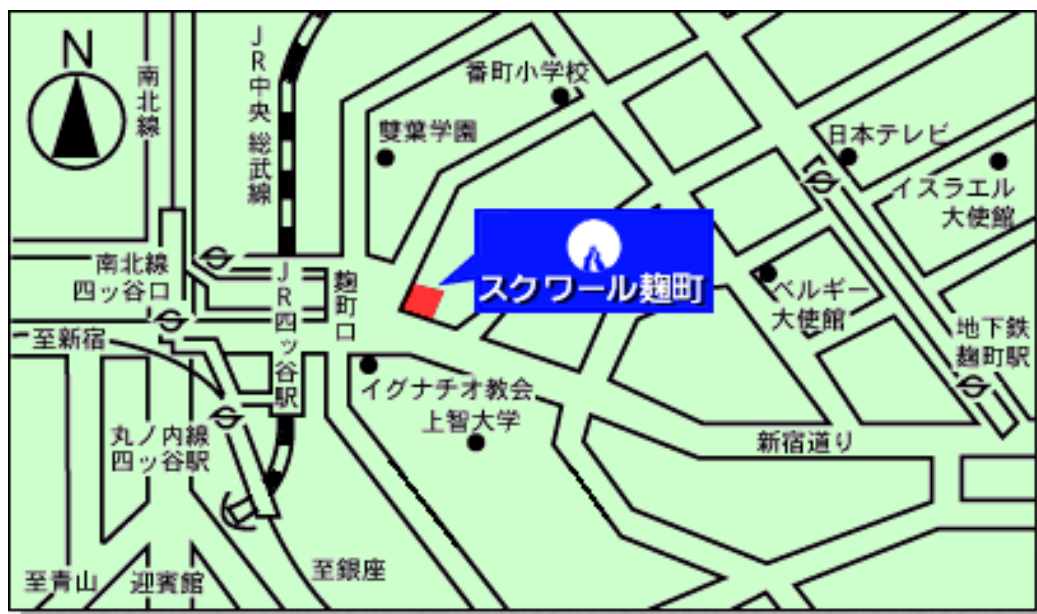 N
南北線
JR中央 総武線
番町小学校
雙葉学園
日本テレビ
イスラエル
大使館
南北線
四ッ谷口
JR四ッ谷駅
麹町口
スクワール麹町
ベルギー
大使館
地下鉄
麹町駅
至新宿
イグナチオ教会
上智大学
新宿道り
丸ノ内線
四ッ谷駅
至青山
迎賓館
至銀座